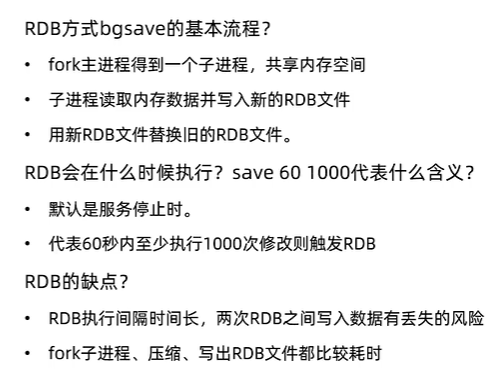 RDB方式bgsave的基本流程？
• fork主进程得到一个子进程，共享内存空间
• 子进程读取内存数据并写入新的RDB文件
• 用新RDB文件替换旧的RDB文件。
RDB会在什么时候执行？save 60 1000代表什么含义？
• 默认是服务停止时。
• 代表60秒内至少执行1000次修改则触发RDB
RDB的缺点？
• RDB执行间隔时间长，两次RDB之间写入数据有丢失的风险
• fork子进程、压缩、写出RDB文件都比较耗时